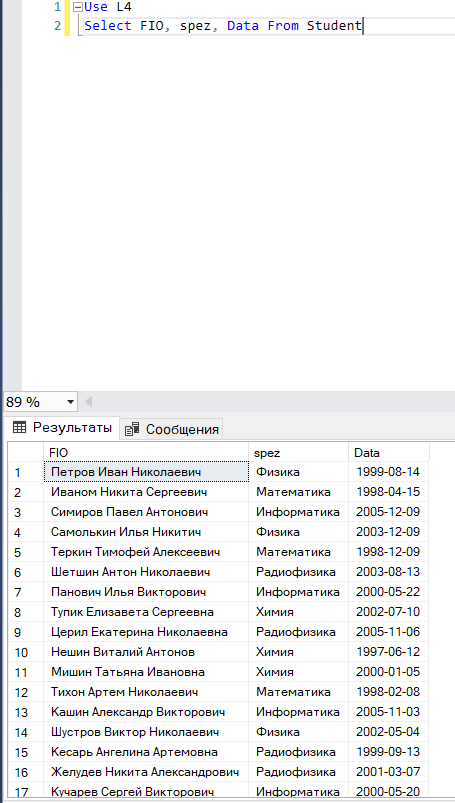 1 Use L4
2 Select FIO, spez, Data From Student
89 %
Результаты Сообщения
FIO spez Data
1 Петров Иван Николаевич Физика 1999-08-14
2 Иваном Никита Сергеевич Математика 1998-04-15
3 Симиров Павел Антонович Информатика 2005-12-09
4 Самолькин Илья Никитич Физика 2003-12-09
5 Теркин Тимофей Алексеевич Математика 1998-12-09
6 Шетшин Антон Николаевич Радиофизика 2003-08-13
7 Панович Илья Викторович Информатика 2000-05-22
8 Тупик Елизавета Сергеевна Химия 2002-07-10
9 Церил Екатерина Николаевна Радиофизика 2005-11-06
10 Нешин Виталий Антонов Химия 1997-06-12
11 Мишин Татьяна Ивановна Химия 2000-01-05
12 Тихон Артем Николаевич Математика 1998-02-08
13 Кашин Александр Викторович Информатика 2005-11-03
14 Шустров Виктор Николаевич Физика 2002-05-04
15 Кесарь Ангелина Артемовна Радиофизика 1999-09-13
16 Желудев Никита Александрович Радиофизика 2001-03-07
17 Кучарев Сергей Викторович Информатика 2000-05-20